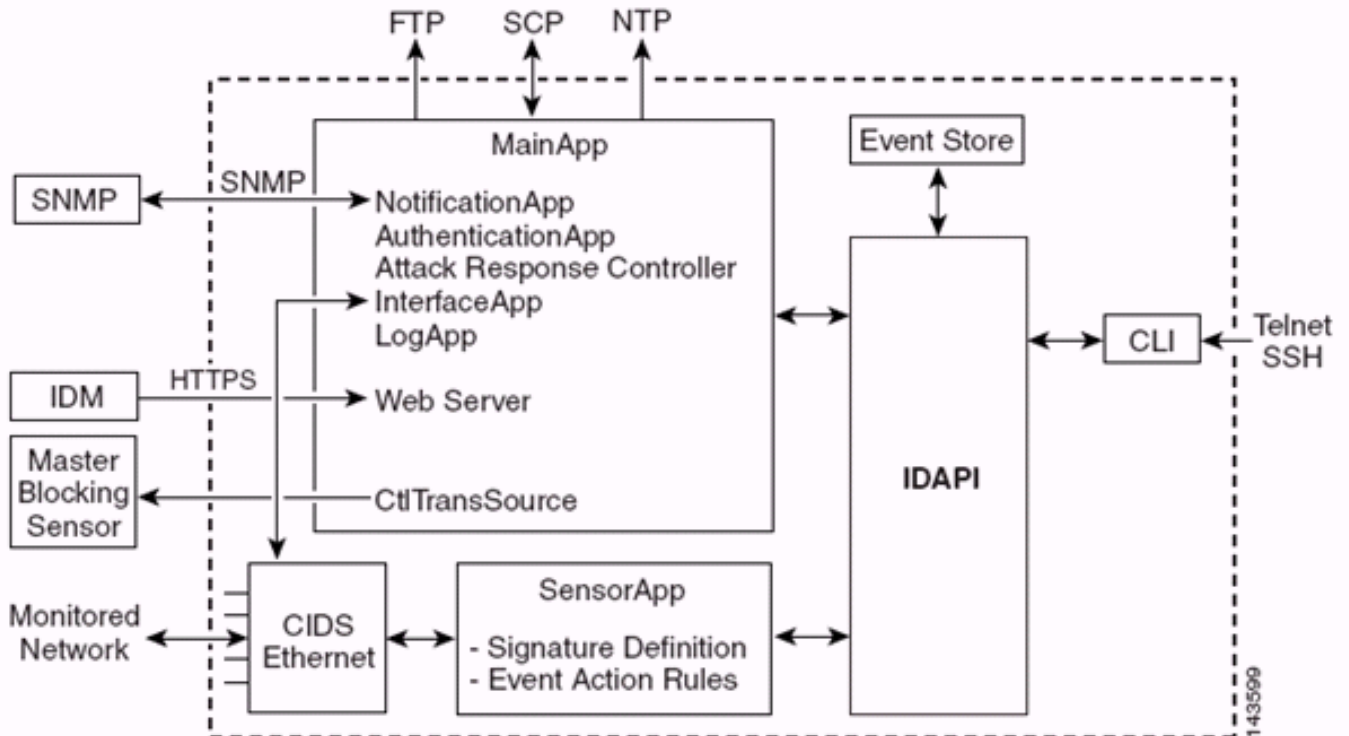 FTP
SCP
NTP
MainApp
Event Store
SNMP
SNMP
NotificationApp
AuthenticationApp
Attack Response Controller
InterfaceApp
LogApp
Telnet
SSH
CLI
HTTPS
IDM
Web Server
Master
Blocking
Sensor
CtlTransSource
IDAPI
SensorApp
Monitored
Network
CIDS
Ethernet
- Signature Definition
- Event Action Rules
143599